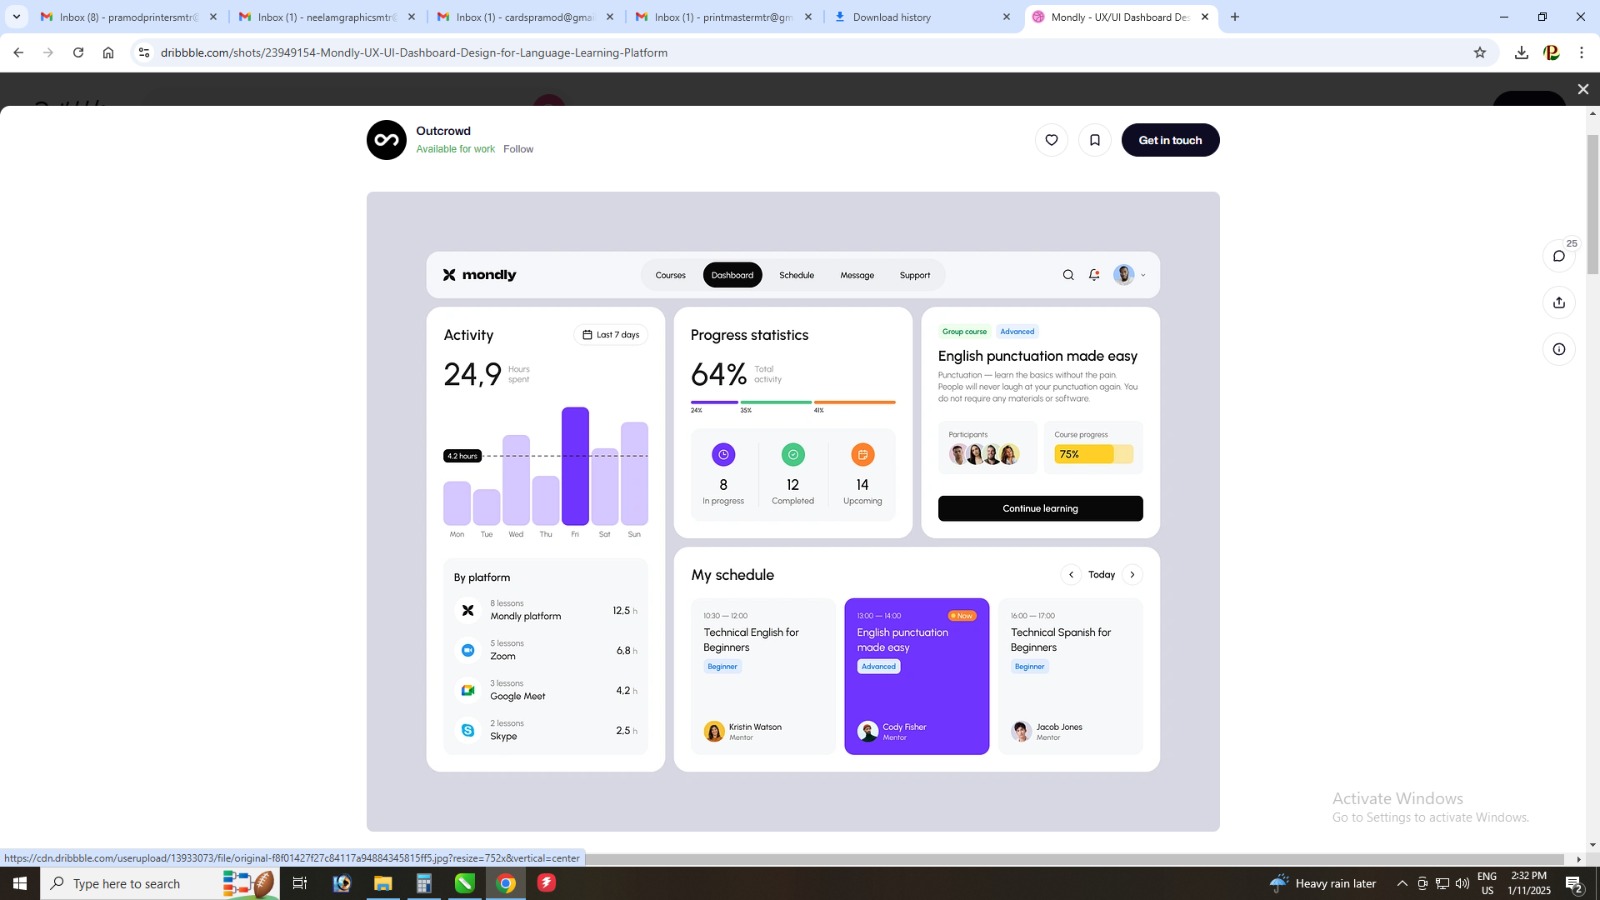 Inbox (8) - pramodprintersmtr@
Inbox (1) - neelamgraphicsmtr@
Inbox (1) - cardspramod@gmai
Inbox (1) - printmastermtr@gm
Download history
Mondly - UX/UI Dashboard De
dribbble.com/shots/23949154-Mondly-UX-UI-Dashboard-Design-for-Language-Learning-Platform
Outcrowd
Available for work Follow
Get in touch
25
mondly
Courses
Dashboard
Schedule
Message
Support
Activity
Last 7 days
24,9
Hours
spent
4.2 hours
Mon
Tue
Wed
Thu
Fri
Sat
Sun
By platform
8 lessons
Mondly platform
12,5 h
5 lessons
Zoom
6,8 h
3 lessons
Google Meet
4,2 h
2 lessons
Skype
2,5 h
Progress statistics
64%
Total
activity
24%
35%
41%
8
In progress
12
Completed
14
Upcoming
Group course
Advanced
English punctuation made easy
Punctuation — learn the basics without the pain.
People will never laugh at your punctuation again. You
do not require any materials or software.
Participants
Course progress
75%
Continue learning
My schedule
Today
10:30 — 12:00
Technical English for
Beginners
Beginner
Kristin Watson
Mentor
13:00 — 14:00
Now
English punctuation
made easy
Advanced
Cody Fisher
Mentor
16:00 — 17:00
Technical Spanish for
Beginners
Beginner
Jacob Jones
Mentor
Activate Windows
Go to Settings to activate Windows.
https://cdn.dribbble.com/userupload/13933073/file/original-f8f01427f27c84117a94884345815ff5.jpg?resize=752x&vertical=center
Type here to search
Heavy rain later
ENG
US
2:32 PM
1/11/2025
2